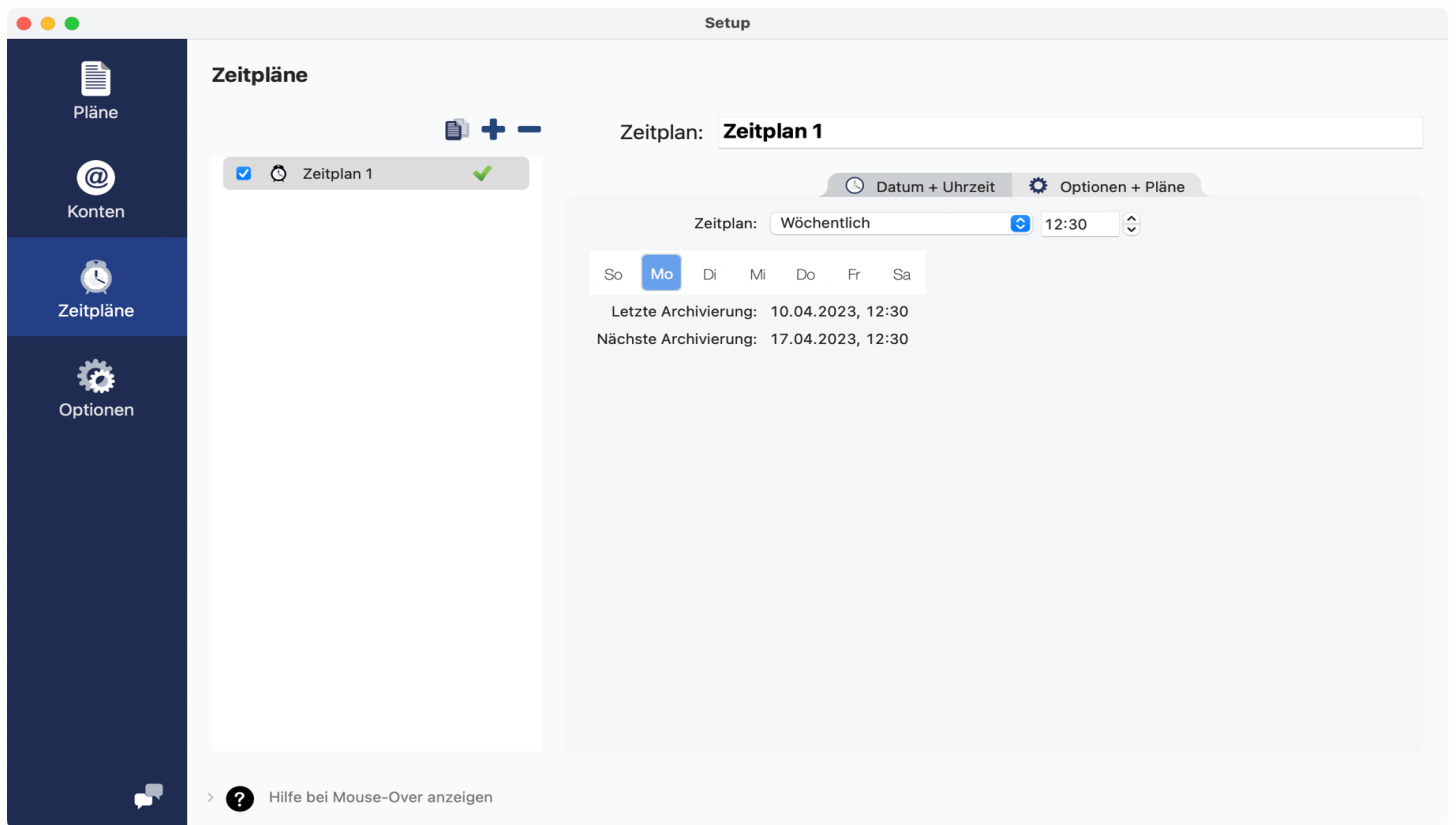 Setup
Pläne
@
Konten
Zeitpläne
Optionen
Zeitpläne
Zeitplan 1
Zeitplan: Zeitplan 1
Datum + Uhrzeit Optionen + Pläne
Zeitplan: Wöchentlich 12:30
So Mo Di Mi Do Fr Sa
Letzte Archivierung: 10.04.2023, 12:30
Nächste Archivierung: 17.04.2023, 12:30
> ? Hilfe bei Mouse-Over anzeigen